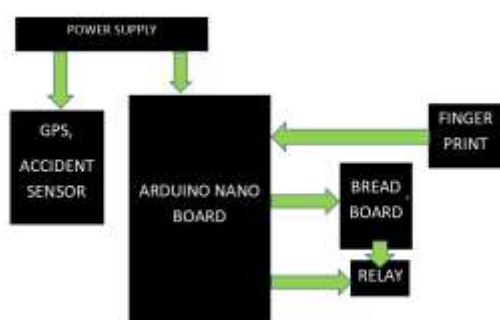 POWER SUPPLY
GPS,
ACCIDENT
SENSOR
ARDUINO NANO
BOARD
FINGER
PRINT
BREAD
BOARD
RELAY